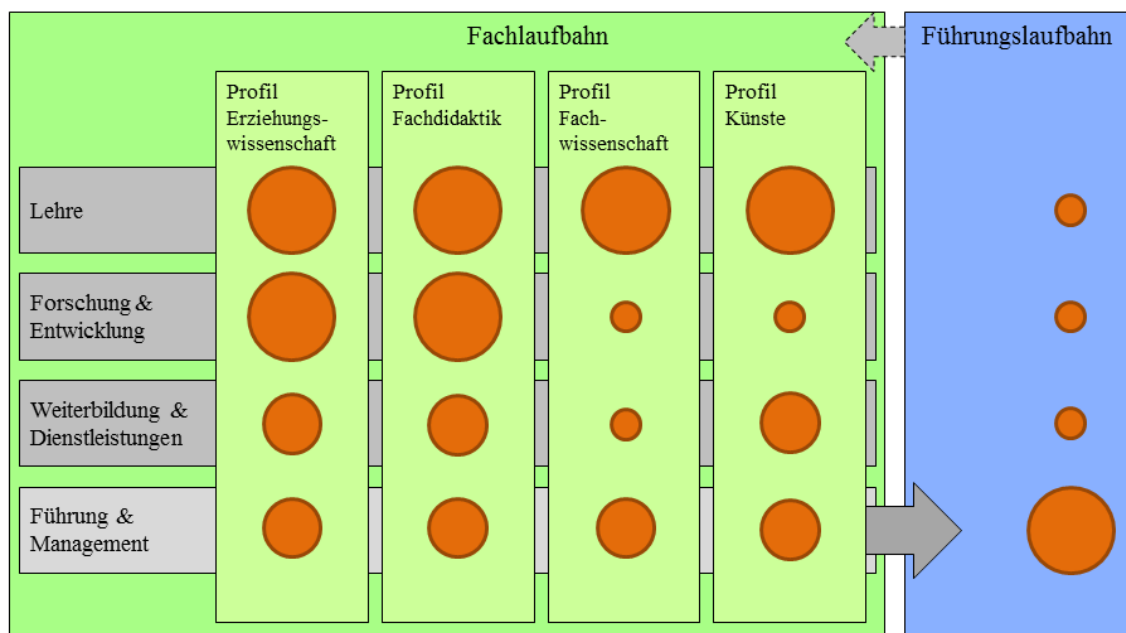 Fachlaufbahn
Führungslaufbahn
Profil
Erziehungs-
wissenschaft
Profil
Fachdidaktik
Profil
Fach-
wissenschaft
Profil
Künste
Lehre
Forschung &
Entwicklung
Weiterbildung &
Dienstleistungen
Führung &
Management